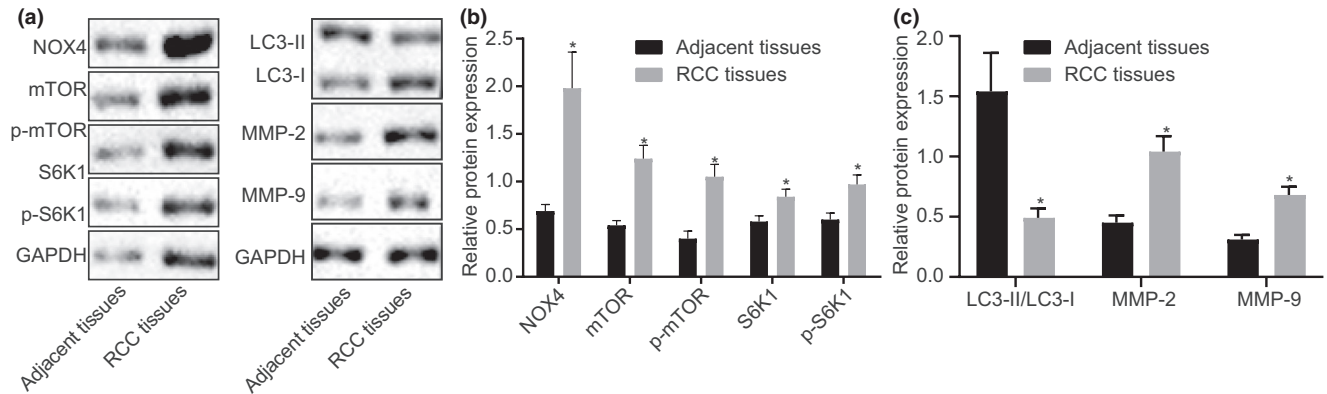 (a)
NOX4
mTOR
p-mTOR
S6K1
p-S6K1
GAPDH
Adjacent tissues
RCC tissues
LC3-II
LC3-I
MMP-2
MMP-9
GAPDH
Adjacent tissues
RCC tissues
(b)
Relative protein expression
2.5
2.0
1.5
1.0
0.5
0.0
Adjacent tissues
RCC tissues
*
*
*
*
*
NOX4
mTOR
p-mTOR
S6K1
p-S6K1
(c)
Relative protein expression
2.0
1.5
1.0
0.5
0.0
Adjacent tissues
RCC tissues
*
*
*
LC3-II/LC3-I
MMP-2
MMP-9